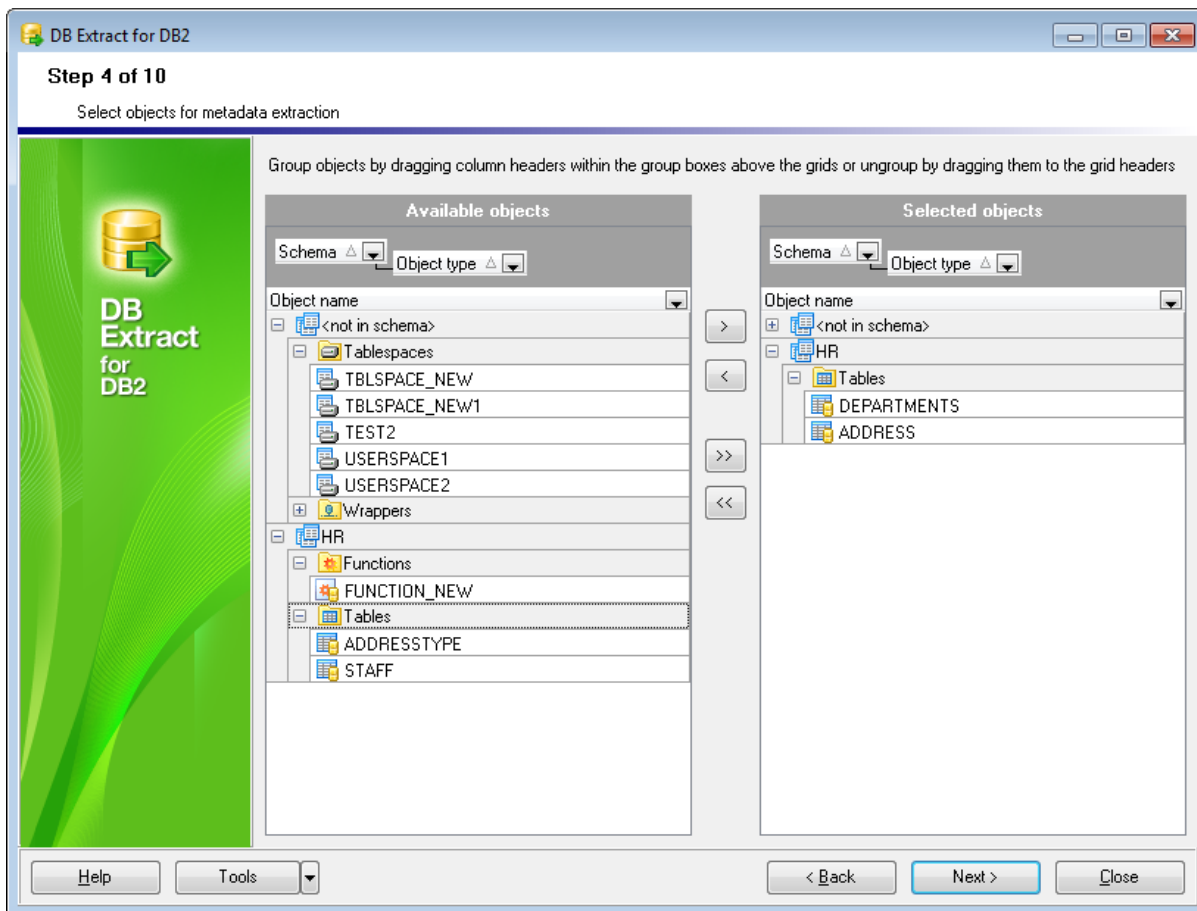 DB Extract for DB2
Step 4 of 10
Select objects for metadata extraction
DB
Extract
for
DB2
Group objects by dragging column headers within the group boxes above the grids or ungroup by dragging them to the grid headers
Available objects
Schema
Object type
Object name
<not in schema>
Tablespaces
TBLSPACE_NEW
TBLSPACE_NEW1
TEST2
USERSPACE1
USERSPACE2
Wrappers
HR
Functions
FUNCTION_NEW
Tables
ADDRESSTYPE
STAFF
>
<
>>
<<
Selected objects
Schema
Object type
Object name
<not in schema>
HR
Tables
DEPARTMENTS
ADDRESS
Help
Tools
< Back
Next >
Close